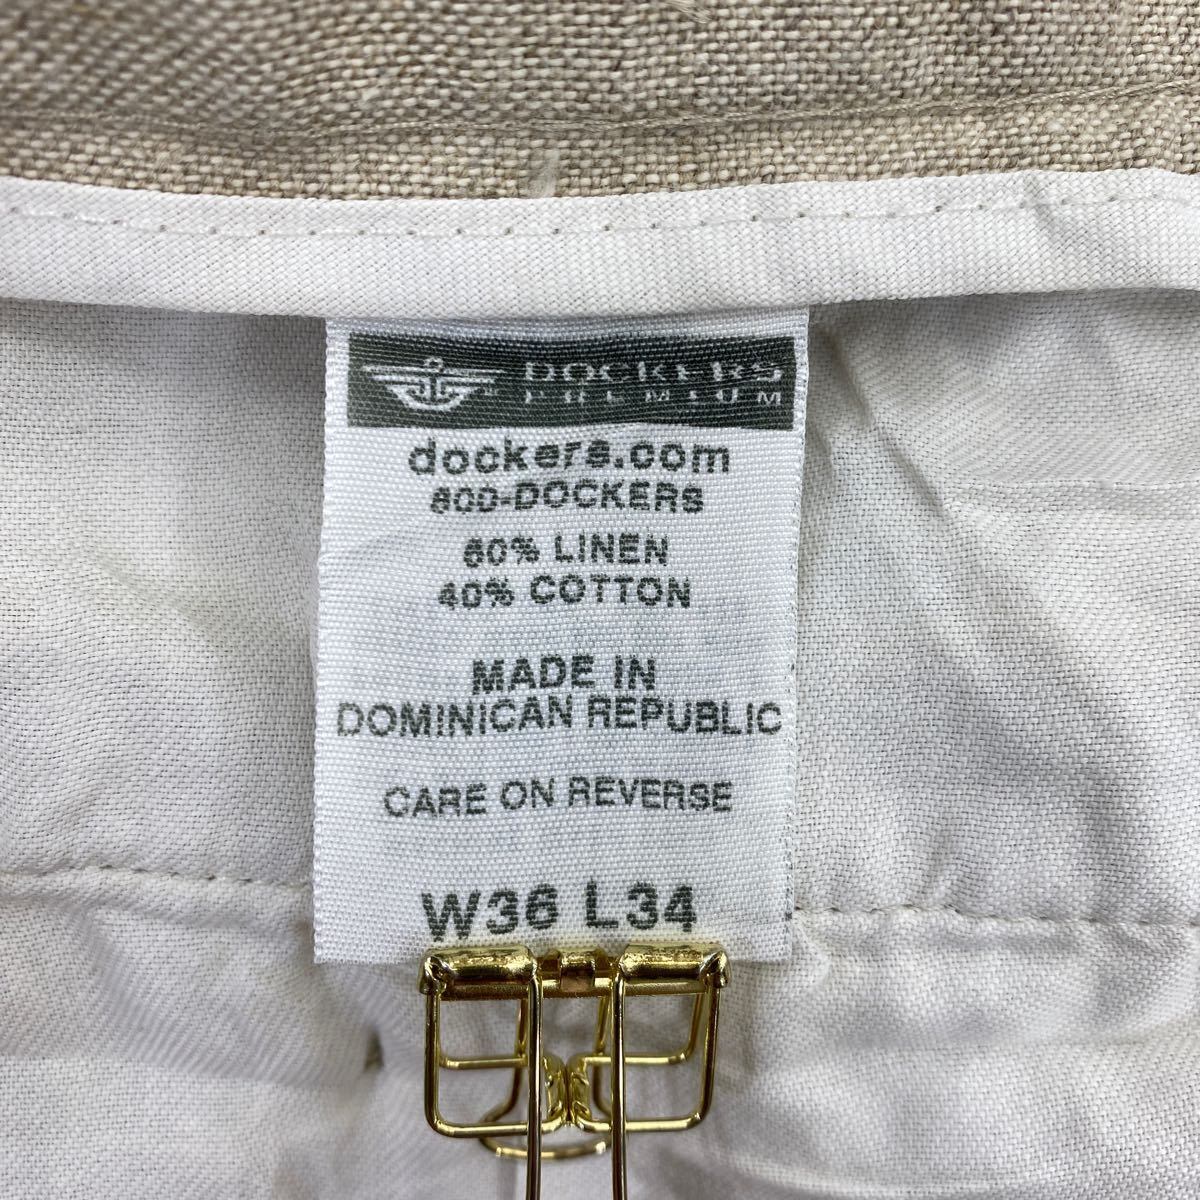 DOCKERS
PREMIUM
dockers.com
800-DOCKERS
60% LINEN
40% COTTON
MADE IN
DOMINICAN REPUBLIC
CARE ON REVERSE
W36 L34